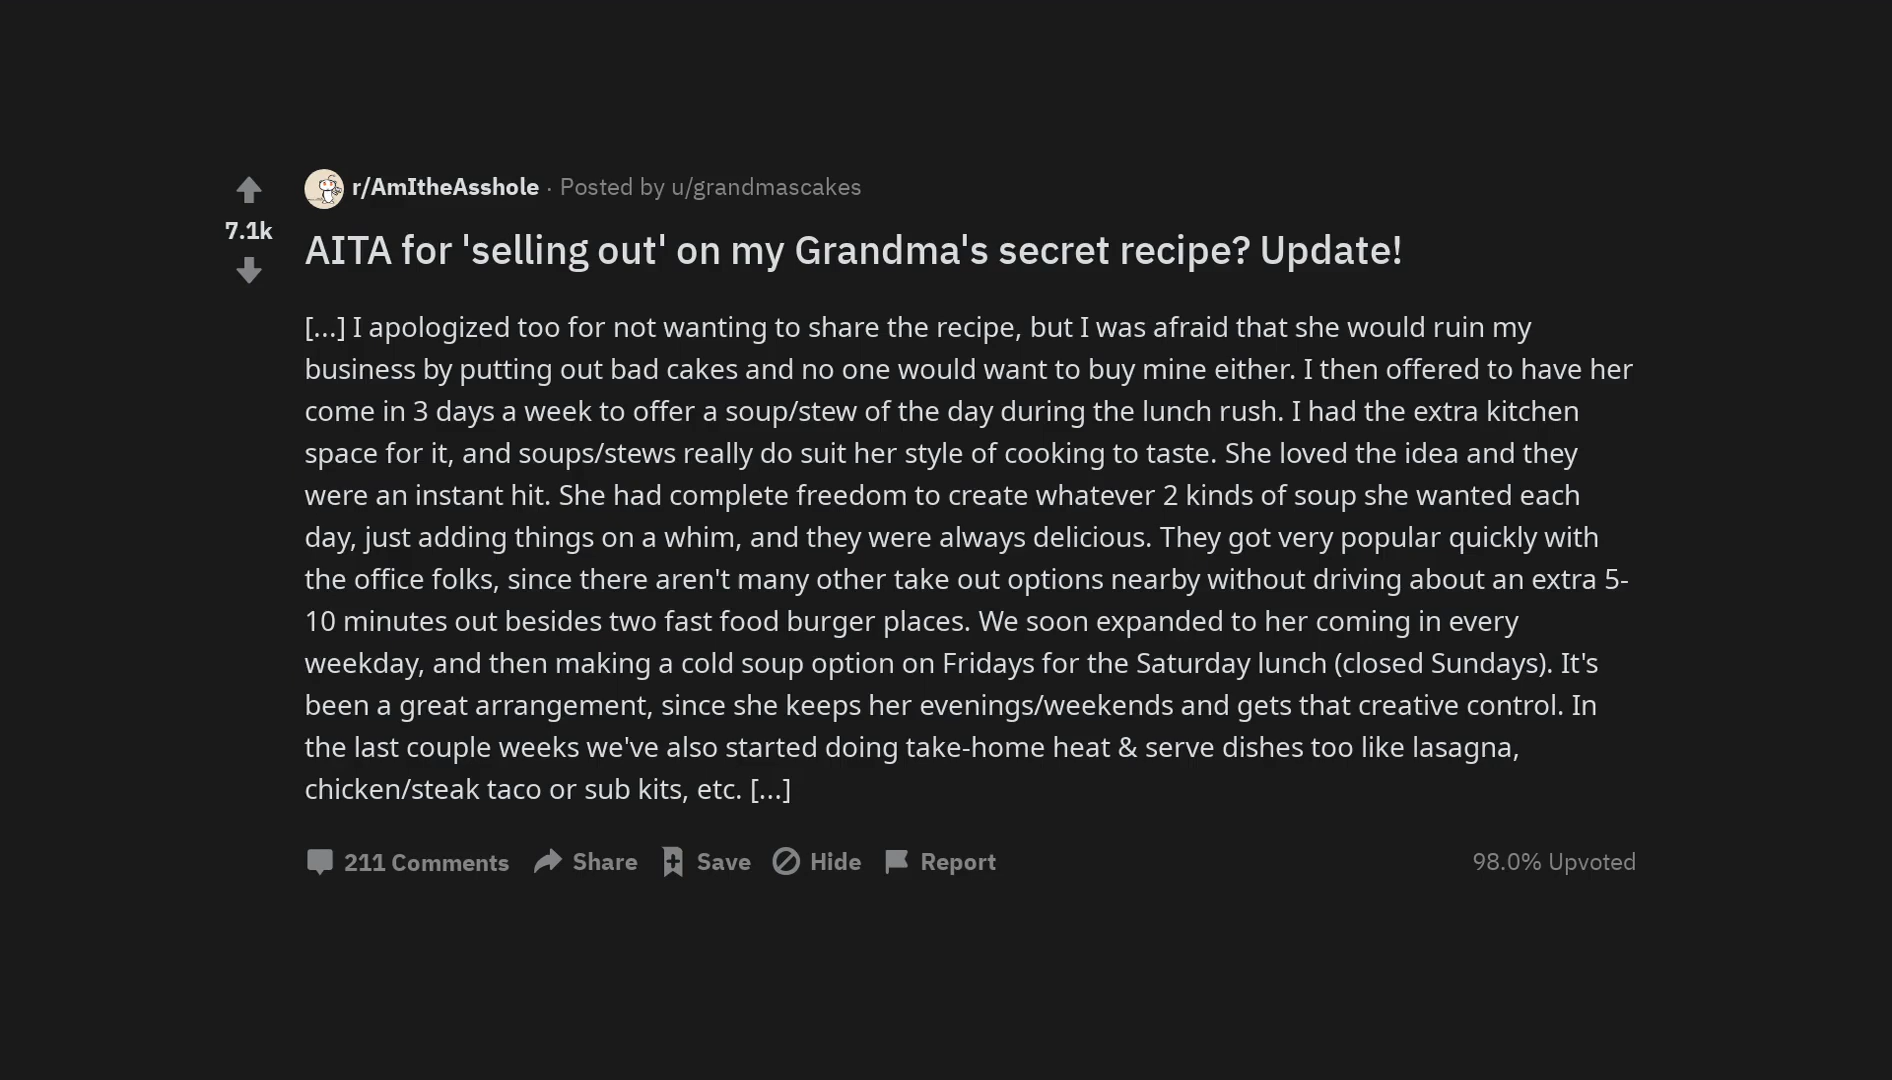 r/AmItheAsshole · Posted by u/grandmascakes
7.1k
AITA for 'selling out' on my Grandma's secret recipe? Update!
[...] I apologized too for not wanting to share the recipe, but I was afraid that she would ruin my
business by putting out bad cakes and no one would want to buy mine either. I then offered to have her
come in 3 days a week to offer a soup/stew of the day during the lunch rush. I had the extra kitchen
space for it, and soups/stews really do suit her style of cooking to taste. She loved the idea and they
were an instant hit. She had complete freedom to create whatever 2 kinds of soup she wanted each
day, just adding things on a whim, and they were always delicious. They got very popular quickly with
the office folks, since there aren't many other take out options nearby without driving about an extra 5-
10 minutes out besides two fast food burger places. We soon expanded to her coming in every
weekday, and then making a cold soup option on Fridays for the Saturday lunch (closed Sundays). It's
been a great arrangement, since she keeps her evenings/weekends and gets that creative control. In
the last couple weeks we've also started doing take-home heat & serve dishes too like lasagna,
chicken/steak taco or sub kits, etc. [...]
211 Comments Share Save Hide Report 98.0% Upvoted